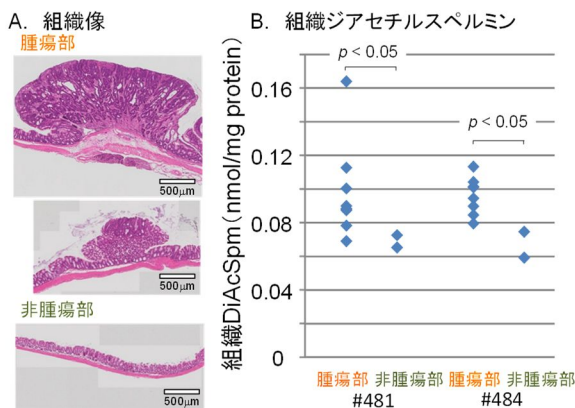 A. 組織像
腫瘍部
500μm
500μm
非腫瘍部
500μm
B. 組織ジアセチルスペルミン
組織DiAcSpm(nmol/mg protein)
0.16
0.12
0.08
0.04
0
p < 0.05
p < 0.05
腫瘍部 非腫瘍部 腫瘍部 非腫瘍部
#481 #484